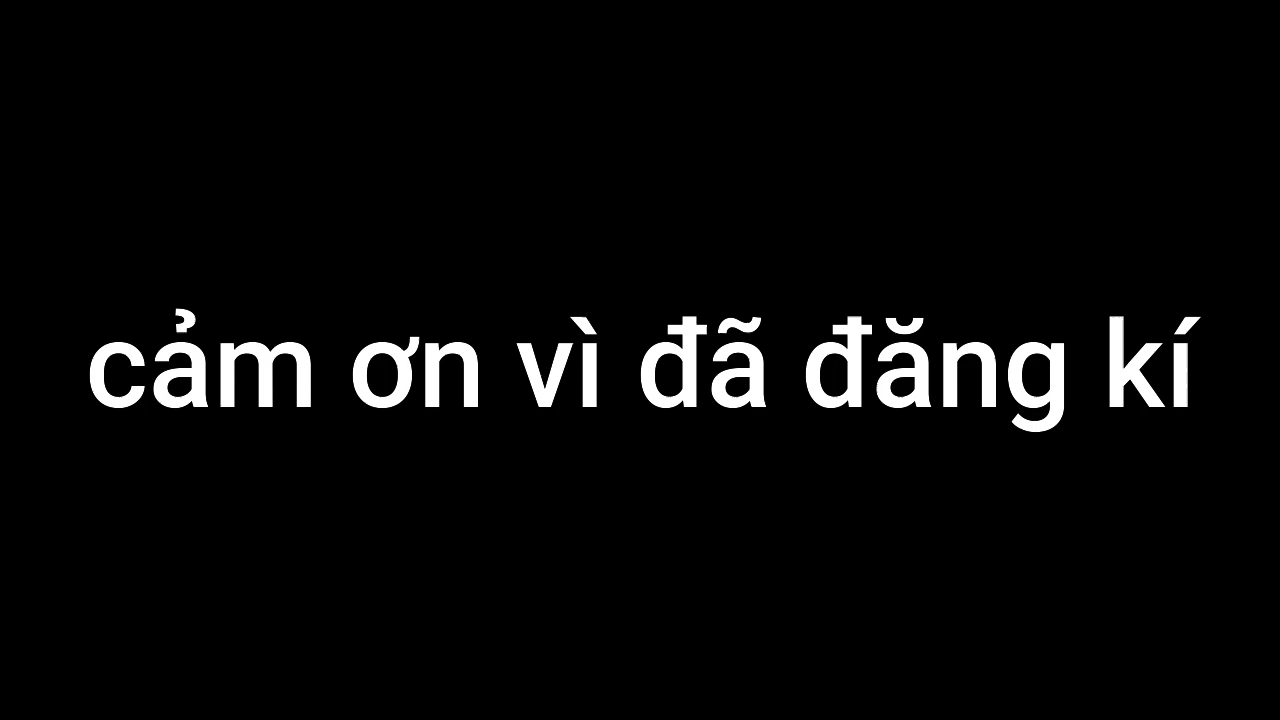 cảm ơn vì đã đăng kí